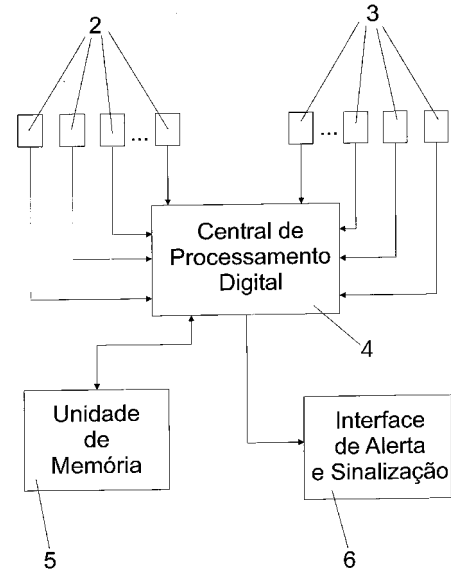 2
3
...
...
Central de
Processamento
Digital
4
Unidade
de
Memória
Interface
de Alerta
e Sinalização
5
6